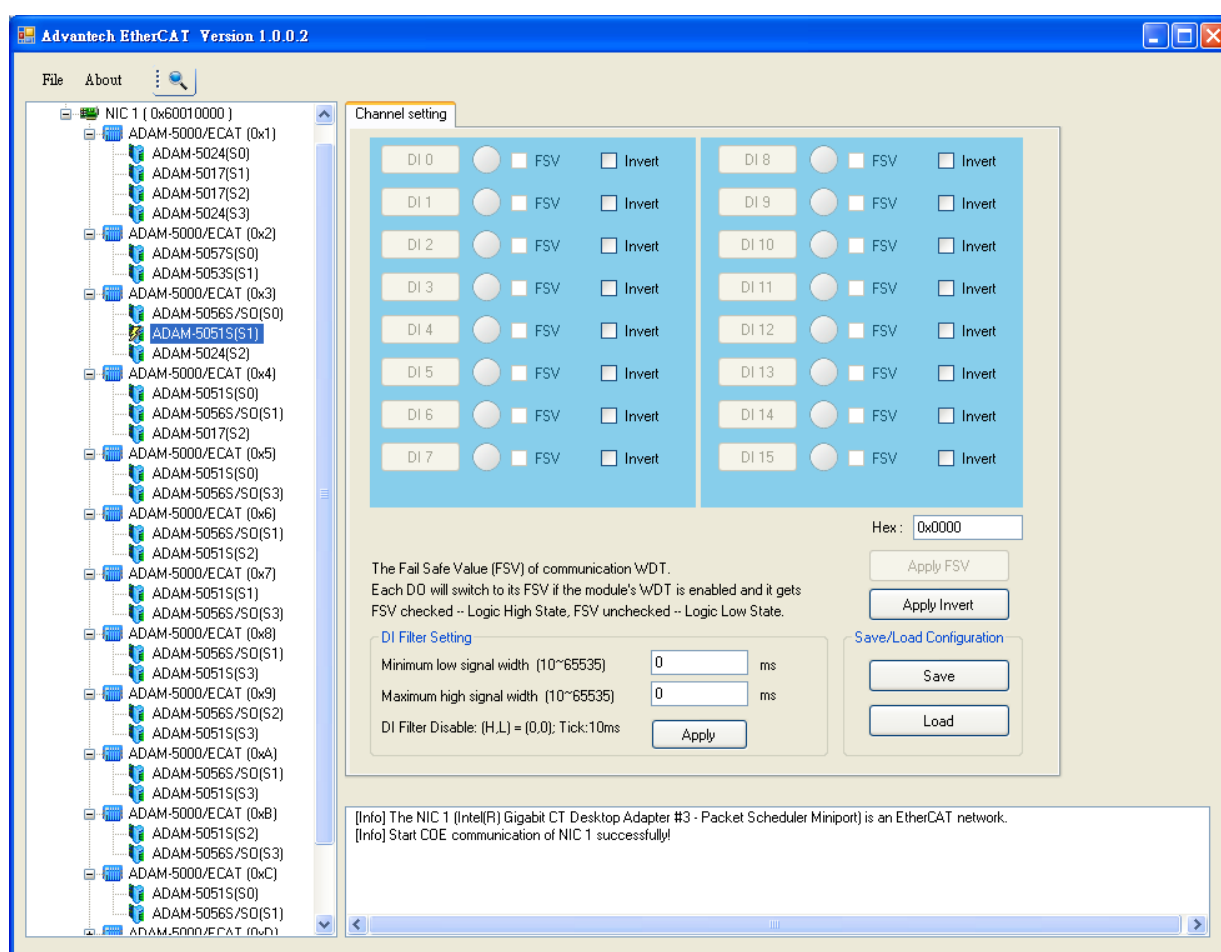 Advantech EtherCAT Version 1.0.0.2
File About
NIC 1 ( 0x60010000 )
ADAM-5000/ECAT (0x1)
ADAM-5024(S0)
ADAM-5017(S1)
ADAM-5017(S2)
ADAM-5024(S3)
ADAM-5000/ECAT (0x2)
ADAM-5057S(S0)
ADAM-5053S(S1)
ADAM-5000/ECAT (0x3)
ADAM-5056S/SO(S0)
ADAM-5051S(S1)
ADAM-5024(S2)
ADAM-5000/ECAT (0x4)
ADAM-5051S(S0)
ADAM-5056S/SO(S1)
ADAM-5017(S2)
ADAM-5000/ECAT (0x5)
ADAM-5051S(S0)
ADAM-5056S/SO(S3)
ADAM-5000/ECAT (0x6)
ADAM-5056S/SO(S1)
ADAM-5051S(S2)
ADAM-5000/ECAT (0x7)
ADAM-5051S(S1)
ADAM-5056S/SO(S3)
ADAM-5000/ECAT (0x8)
ADAM-5056S/SO(S1)
ADAM-5051S(S3)
ADAM-5000/ECAT (0x9)
ADAM-5056S/SO(S2)
ADAM-5051S(S3)
ADAM-5000/ECAT (0xA)
ADAM-5056S/SO(S1)
ADAM-5051S(S3)
ADAM-5000/ECAT (0xB)
ADAM-5051S(S2)
ADAM-5056S/SO(S3)
ADAM-5000/ECAT (0xC)
ADAM-5051S(S0)
ADAM-5056S/SO(S1)
ADAM-5000/ECAT (0xD)
Channel setting
DI 0 FSV Invert DI 8 FSV Invert
DI 1 FSV Invert DI 9 FSV Invert
DI 2 FSV Invert DI 10 FSV Invert
DI 3 FSV Invert DI 11 FSV Invert
DI 4 FSV Invert DI 12 FSV Invert
DI 5 FSV Invert DI 13 FSV Invert
DI 6 FSV Invert DI 14 FSV Invert
DI 7 FSV Invert DI 15 FSV Invert
Hex : 0x0000
The Fail Safe Value (FSV) of communication WDT.
Each DO will switch to its FSV if the module's WDT is enabled and it gets
FSV checked -- Logic High State, FSV unchecked -- Logic Low State.
Apply FSV
Apply Invert
DI Filter Setting
Minimum low signal width (10~65535) 0 ms
Maximum high signal width (10~65535) 0 ms
DI Filter Disable: (H,L) = (0,0); Tick:10ms Apply
Save/Load Configuration
Save
Load
[Info] The NIC 1 (Intel(R) Gigabit CT Desktop Adapter #3 - Packet Scheduler Miniport) is an EtherCAT network.
[Info] Start COE communication of NIC 1 successfully!